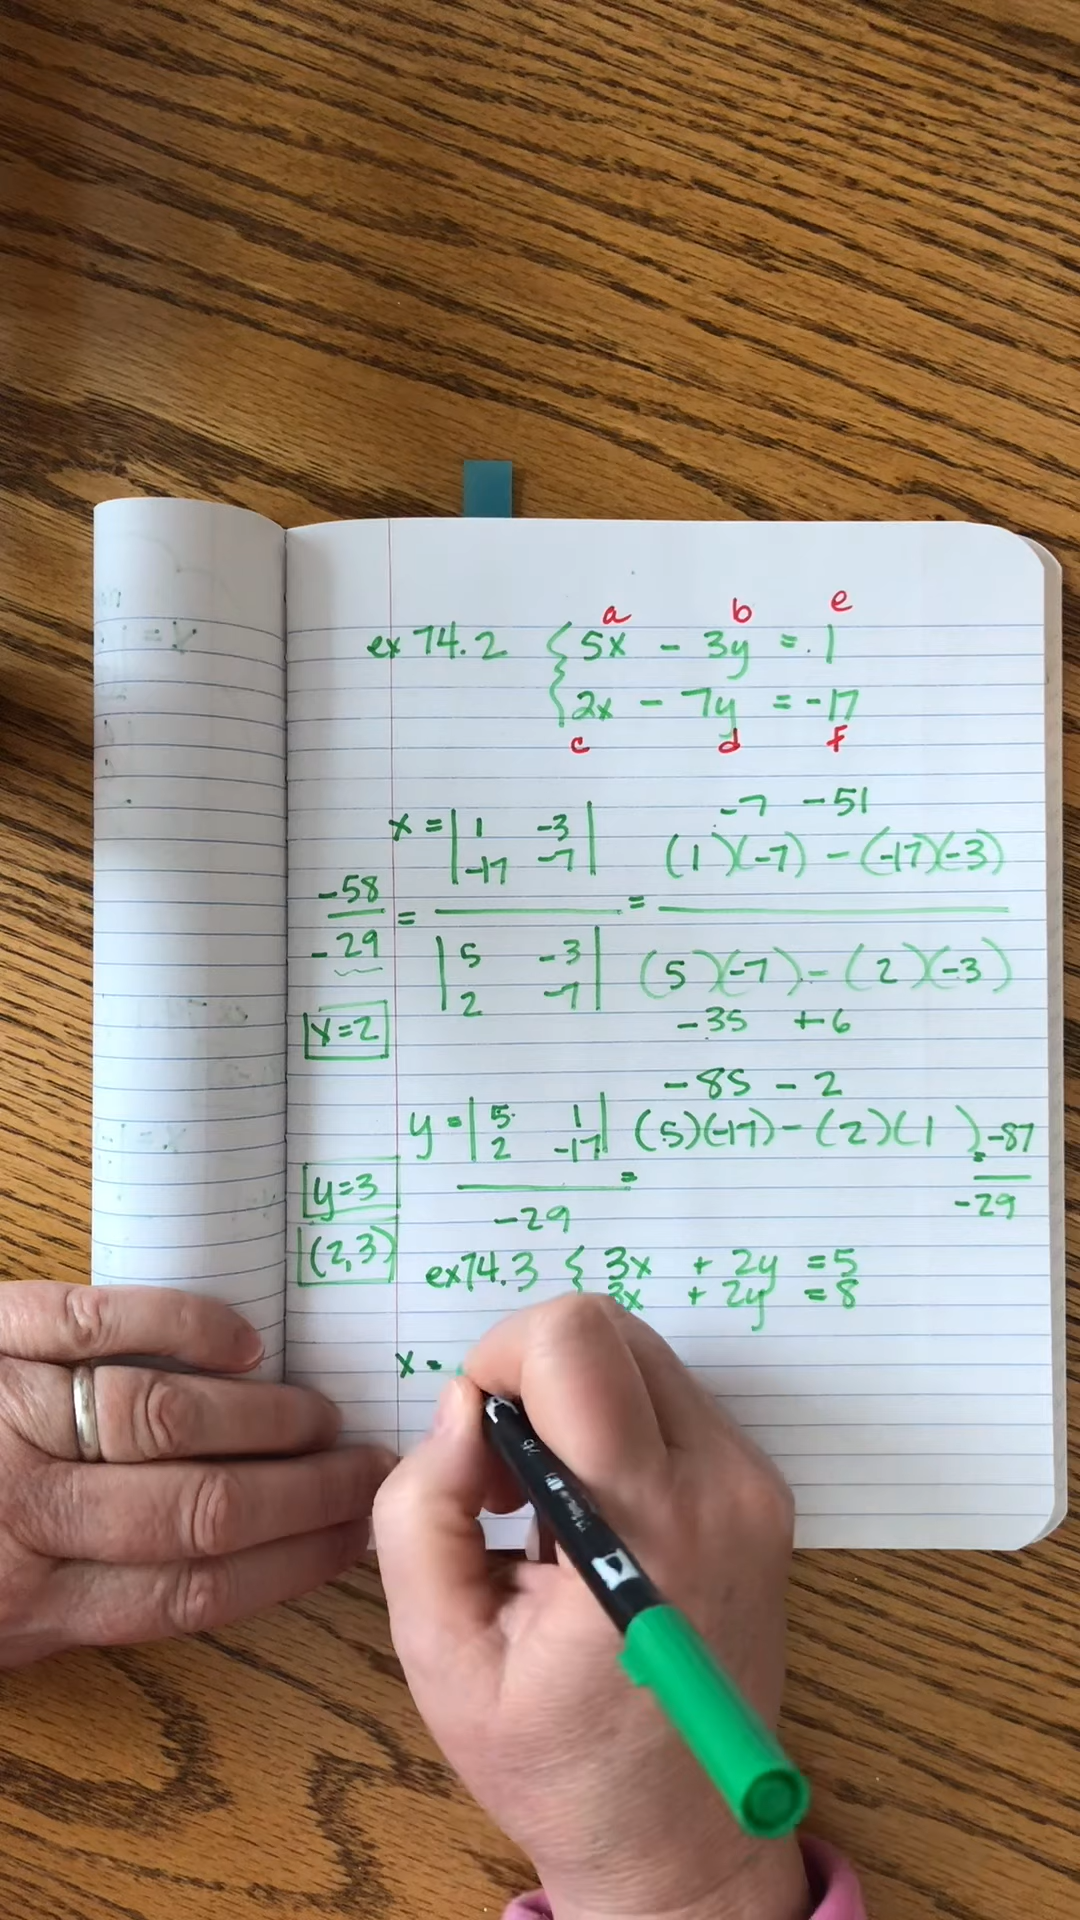 a b e
ex 74.2 { 5x - 3y = 1
2x - 7y = -17
c d f
-7 -51
x = | 1 -3 | (1)(-7) - (-17)(-3)
| -17 -7 |
-58 = =
-29 | 5 -3 | (5)(-7) - (2)(-3)
| 2 -7 |
x=2 -35 +6
-85 - 2
y = | 5 1 | (5)(-17) - (2)(1) = -87
| 2 -17 |
y=3 =
-29 -29
(2,3) ex74.3 { 3x + 2y = 5
3x + 2y = 8
x =